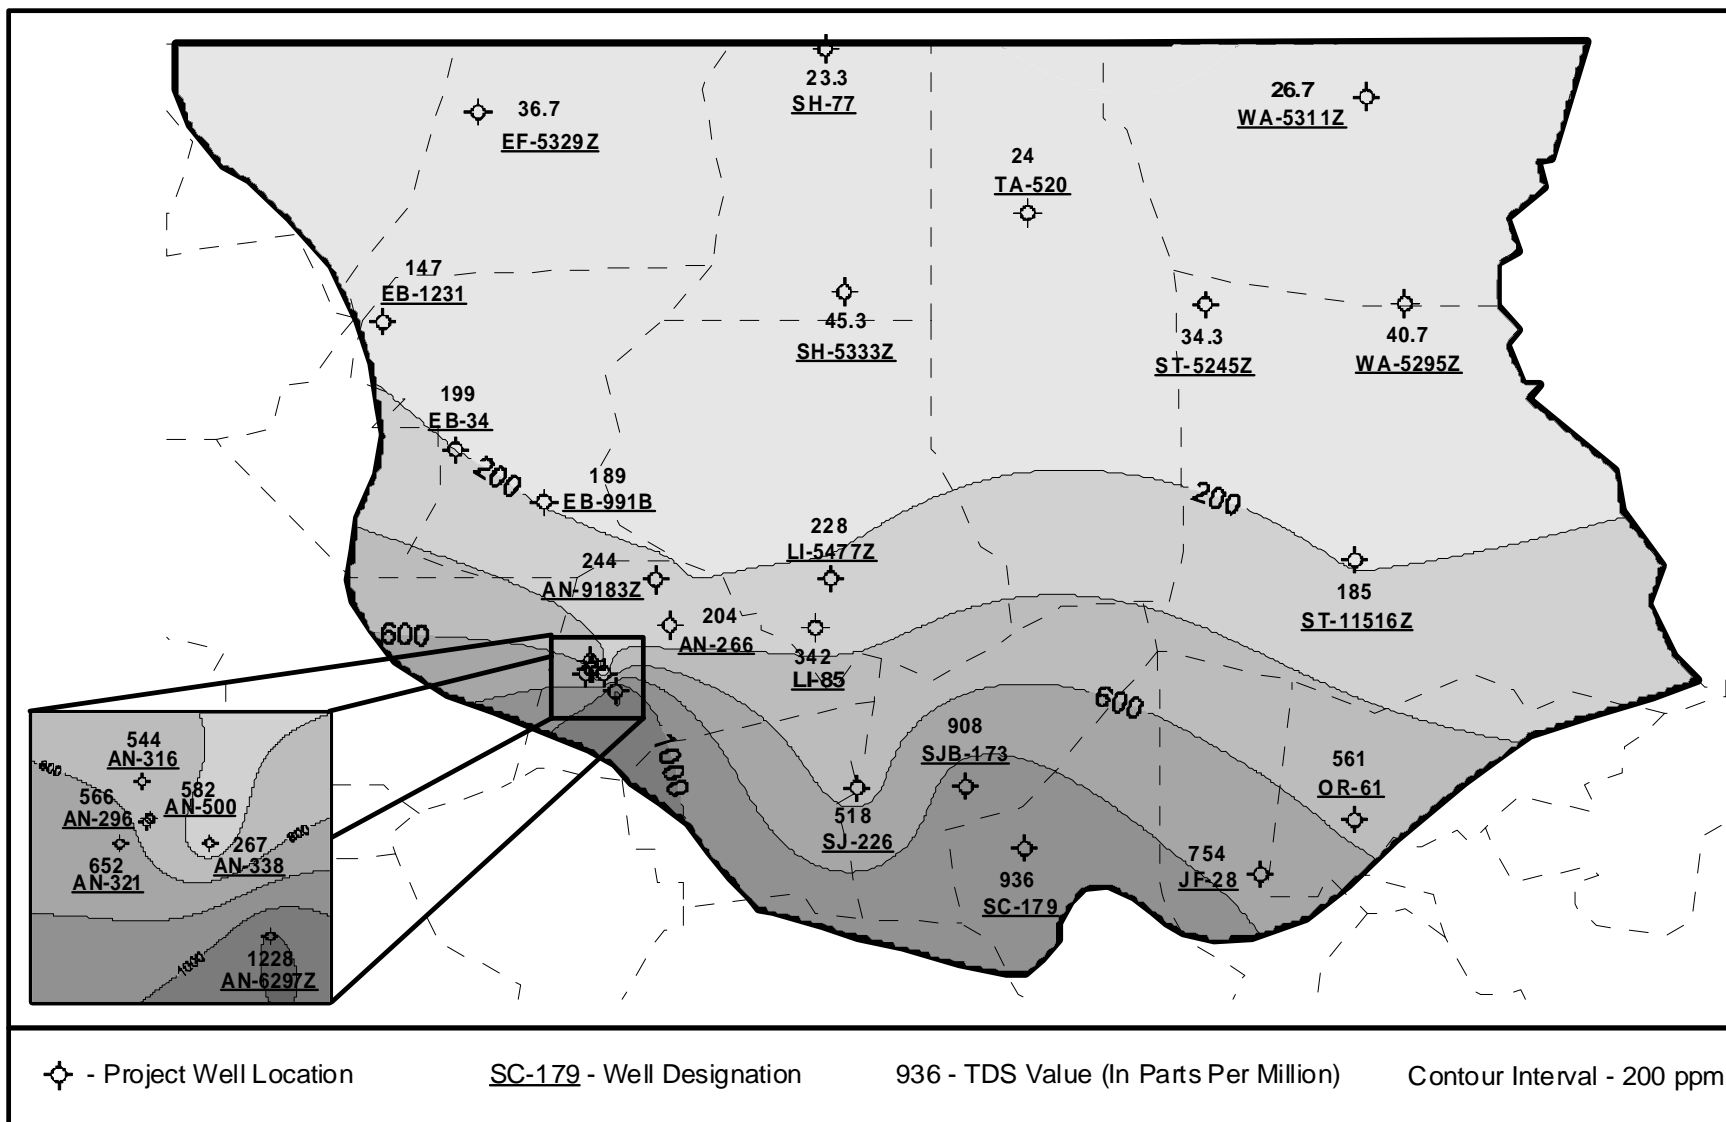 23.3
SH-77
36.7
EF-5329Z
26.7
WA-5311Z
24
TA-520
147
EB-1231
45.3
SH-5333Z
34.3
ST-5245Z
40.7
WA-5295Z
199
EB-34
200
189
EB-991B
200
228
LI-5477Z
244
AN-9183Z
185
ST-11516Z
204
AN-266
600
342
LI-85
600
1000
908
SJB-173
561
OR-61
518
SJ-226
754
JF-28
936
SC-179
544
AN-316
600
582
AN-500
566
AN-296
800
267
AN-338
652
AN-321
1000
1228
AN-6297Z
- Project Well Location
SC-179 - Well Designation
936 - TDS Value (In Parts Per Million)
Contour Interval - 200 ppm